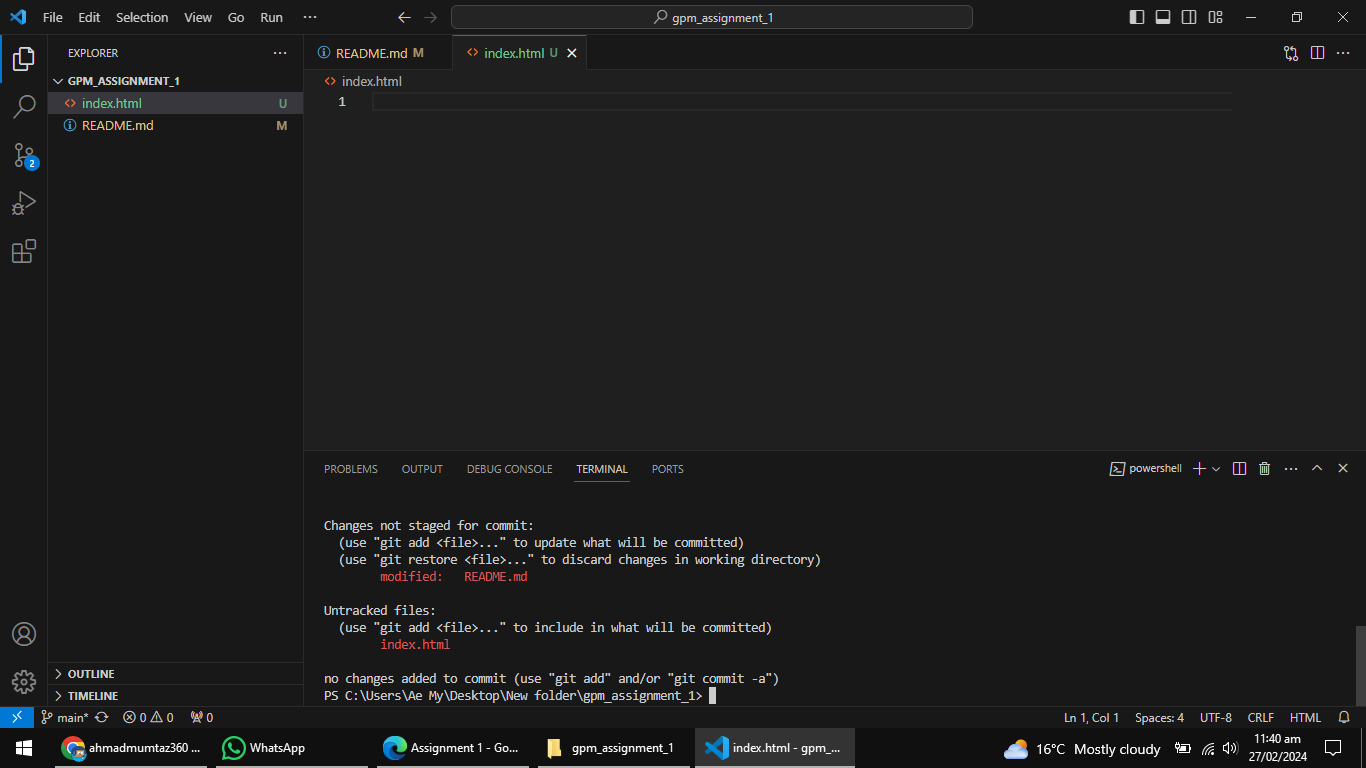 File Edit Selection View Go Run ···
gpm_assignment_1
EXPLORER ···
GPM_ASSIGNMENT_1
index.html U
README.md M
OUTLINE
TIMELINE
2
README.md M
index.html U
index.html
1
PROBLEMS OUTPUT DEBUG CONSOLE TERMINAL PORTS
powershell
Changes not staged for commit:
(use "git add <file>..." to update what will be committed)
(use "git restore <file>..." to discard changes in working directory)
modified: README.md
Untracked files:
(use "git add <file>..." to include in what will be committed)
index.html
no changes added to commit (use "git add" and/or "git commit -a")
PS C:\Users\Ae My\Desktop\New folder\gpm_assignment_1>
main* 0 0 0
Ln 1, Col 1 Spaces: 4 UTF-8 CRLF HTML
ahmadmumtaz360 ... WhatsApp Assignment 1 - Go... gpm_assignment_1 index.html - gpm_...
16°C Mostly cloudy
11:40 am
27/02/2024